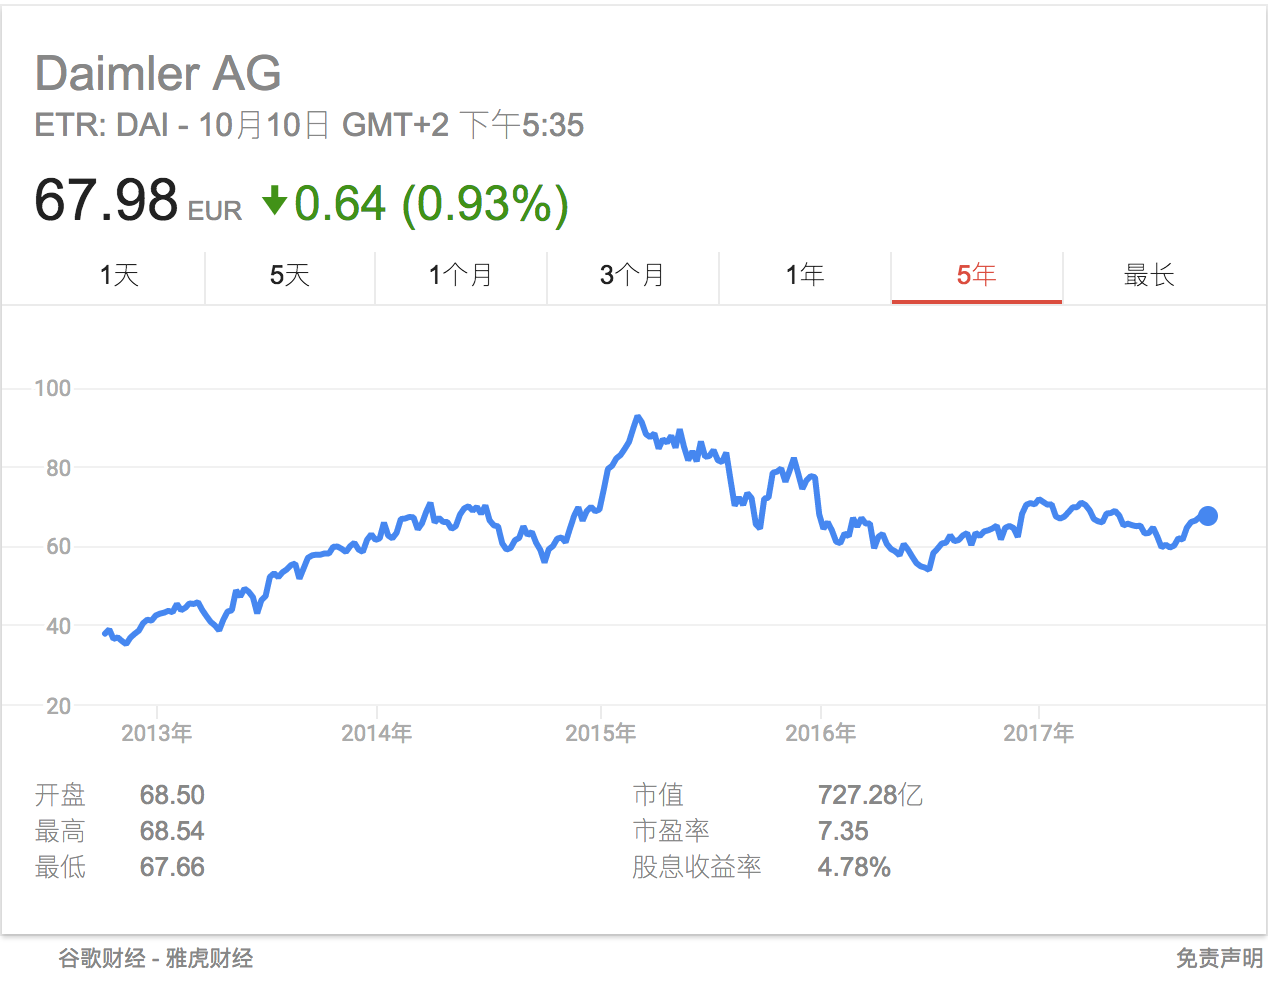 Daimler AG
ETR: DAI - 10月10日 GMT+2 下午5:35
67.98 EUR 0.64 (0.93%)
1天 5天 1个月 3个月 1年 5年 最长
100
80
60
40
20
2013年 2014年 2015年 2016年 2017年
开盘 68.50 市值 727.28亿
最高 68.54 市盈率 7.35
最低 67.66 股息收益率 4.78%
谷歌财经 - 雅虎财经 免责声明